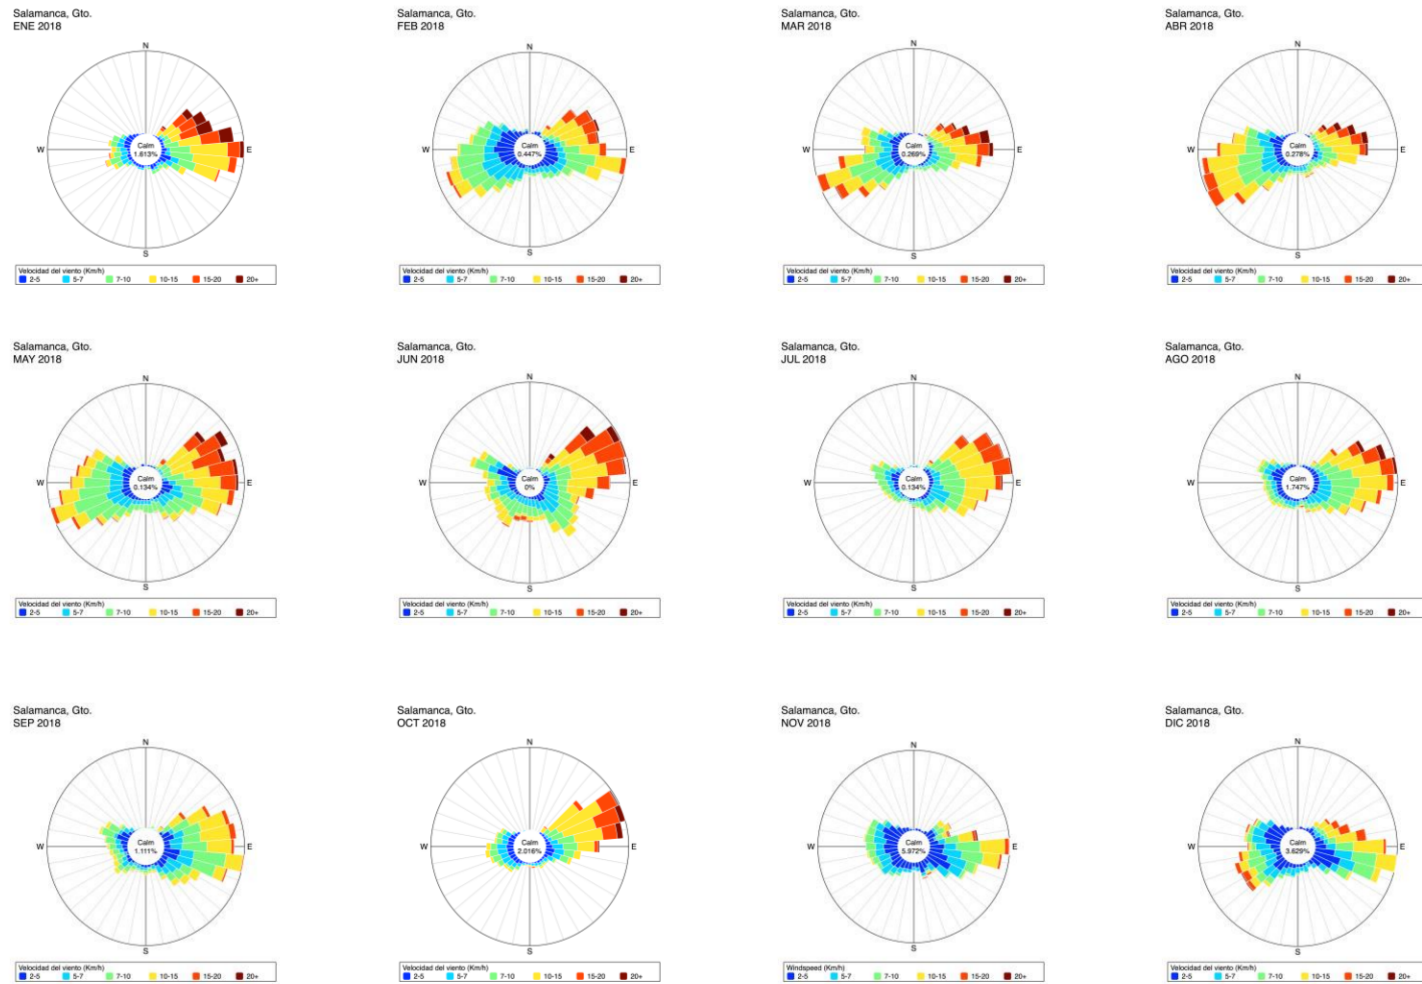 Salamanca, Gto.
ENE 2018
N
W
Calm
1.613%
E
S
Velocidad del viento (Km/h)
2-5 5-7 7-10 10-15 15-20 20+
Salamanca, Gto.
FEB 2018
N
W
Calm
0.447%
E
S
Velocidad del viento (Km/h)
2-5 5-7 7-10 10-15 15-20 20+
Salamanca, Gto.
MAR 2018
N
W
Calm
0.269%
E
S
Velocidad del viento (Km/h)
2-5 5-7 7-10 10-15 15-20 20+
Salamanca, Gto.
ABR 2018
N
W
Calm
0.278%
E
S
Velocidad del viento (Km/h)
2-5 5-7 7-10 10-15 15-20 20+
Salamanca, Gto.
MAY 2018
N
W
Calm
0.134%
E
S
Velocidad del viento (Km/h)
2-5 5-7 7-10 10-15 15-20 20+
Salamanca, Gto.
JUN 2018
N
W
Calm
0%
E
S
Velocidad del viento (Km/h)
2-5 5-7 7-10 10-15 15-20 20+
Salamanca, Gto.
JUL 2018
N
W
Calm
0.134%
E
S
Velocidad del viento (Km/h)
2-5 5-7 7-10 10-15 15-20 20+
Salamanca, Gto.
AGO 2018
N
W
Calm
1.747%
E
S
Velocidad del viento (Km/h)
2-5 5-7 7-10 10-15 15-20 20+
Salamanca, Gto.
SEP 2018
N
W
Calm
1.111%
E
S
Velocidad del viento (Km/h)
2-5 5-7 7-10 10-15 15-20 20+
Salamanca, Gto.
OCT 2018
N
W
Calm
2.016%
E
S
Velocidad del viento (Km/h)
2-5 5-7 7-10 10-15 15-20 20+
Salamanca, Gto.
NOV 2018
N
W
Calm
5.972%
E
S
Windspeed (Km/h)
2-5 5-7 7-10 10-15 15-20 20+
Salamanca, Gto.
DIC 2018
N
W
Calm
3.629%
E
S
Velocidad del viento (Km/h)
2-5 5-7 7-10 10-15 15-20 20+